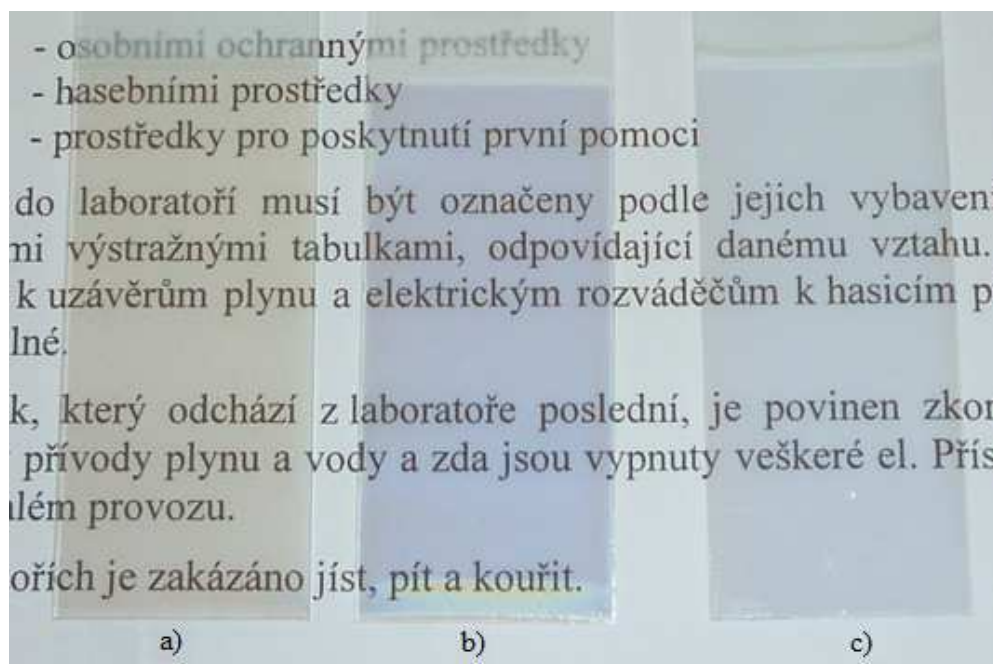 - osobními ochrannými prostředky
- hasebními prostředky
- prostředky pro poskytnutí první pomoci
do laboratoří musí být označeny podle jejich vybaven
mi výstražnými tabulkami, odpovídající danému vztahu.
k uzávěrům plynu a elektrickým rozváděčům k hasicím p
lné.
k, který odchází z laboratoře poslední, je povinen zkon
přívody plynu a vody a zda jsou vypnuty veškeré el. Přís
lém provozu.
ořích je zakázáno jíst, pít a kouřit.
a) b) c)